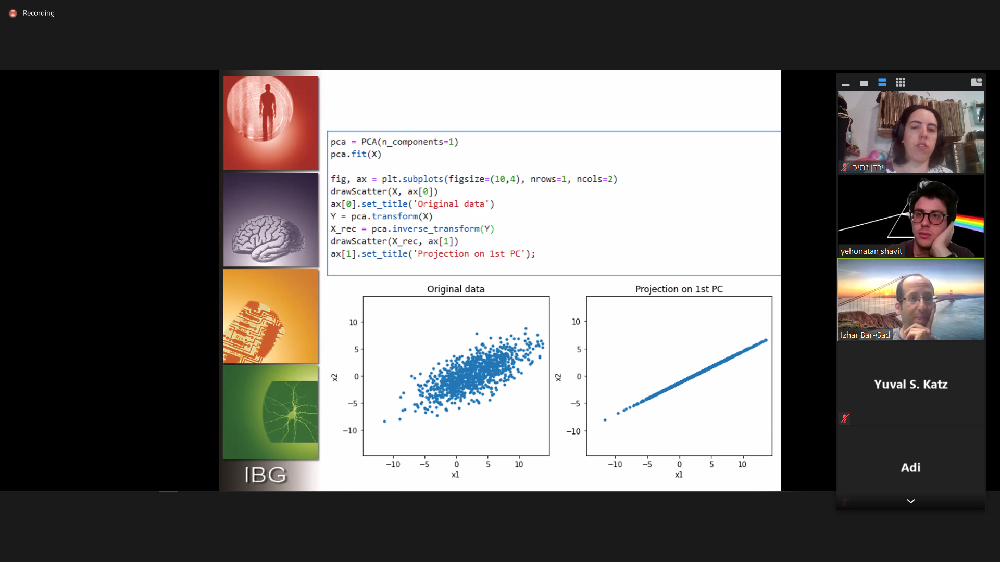 Recording
pca = PCA(n_components=1)
pca.fit(X)
fig, ax = plt.subplots(figsize=(10,4), nrows=1, ncols=2)
drawScatter(X, ax[0])
ax[0].set_title('Original data')
Y = pca.transform(X)
X_rec = pca.inverse_transform(Y)
drawScatter(X_rec, ax[1])
ax[1].set_title('Projection on 1st PC');
Original data
10
5
0
−5
−10
x2
−10 −5 0 5 10
x1
Projection on 1st PC
10
5
0
−5
−10
x2
−10 −5 0 5 10
x1
IBG
ירדן נתיב
yehonatan shavit
Izhar Bar-Gad
Yuval S. Katz
Adi